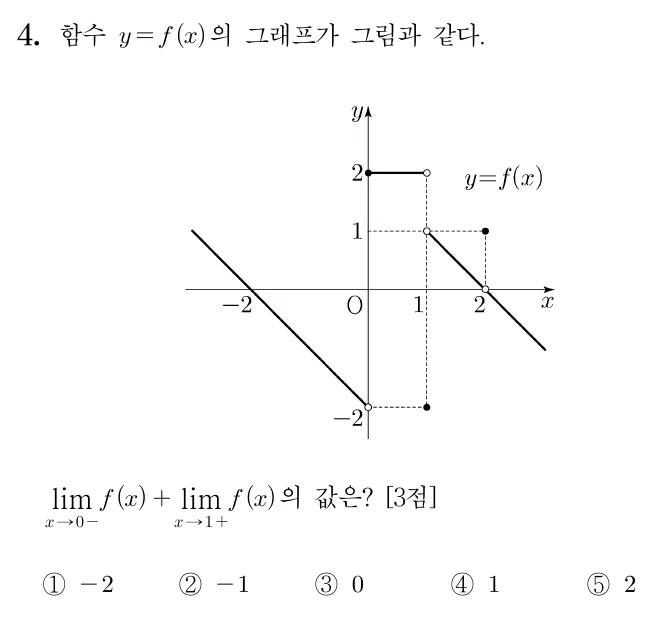 4. 함수 y=f(x)의 그래프가 그림과 같다.
y
2
y=f(x)
1
-2 O 1 2 x
-2
lim f(x)+ lim f(x)의 값은? [3점]
x→0- x→1+
① -2 ② -1 ③ 0 ④ 1 ⑤ 2